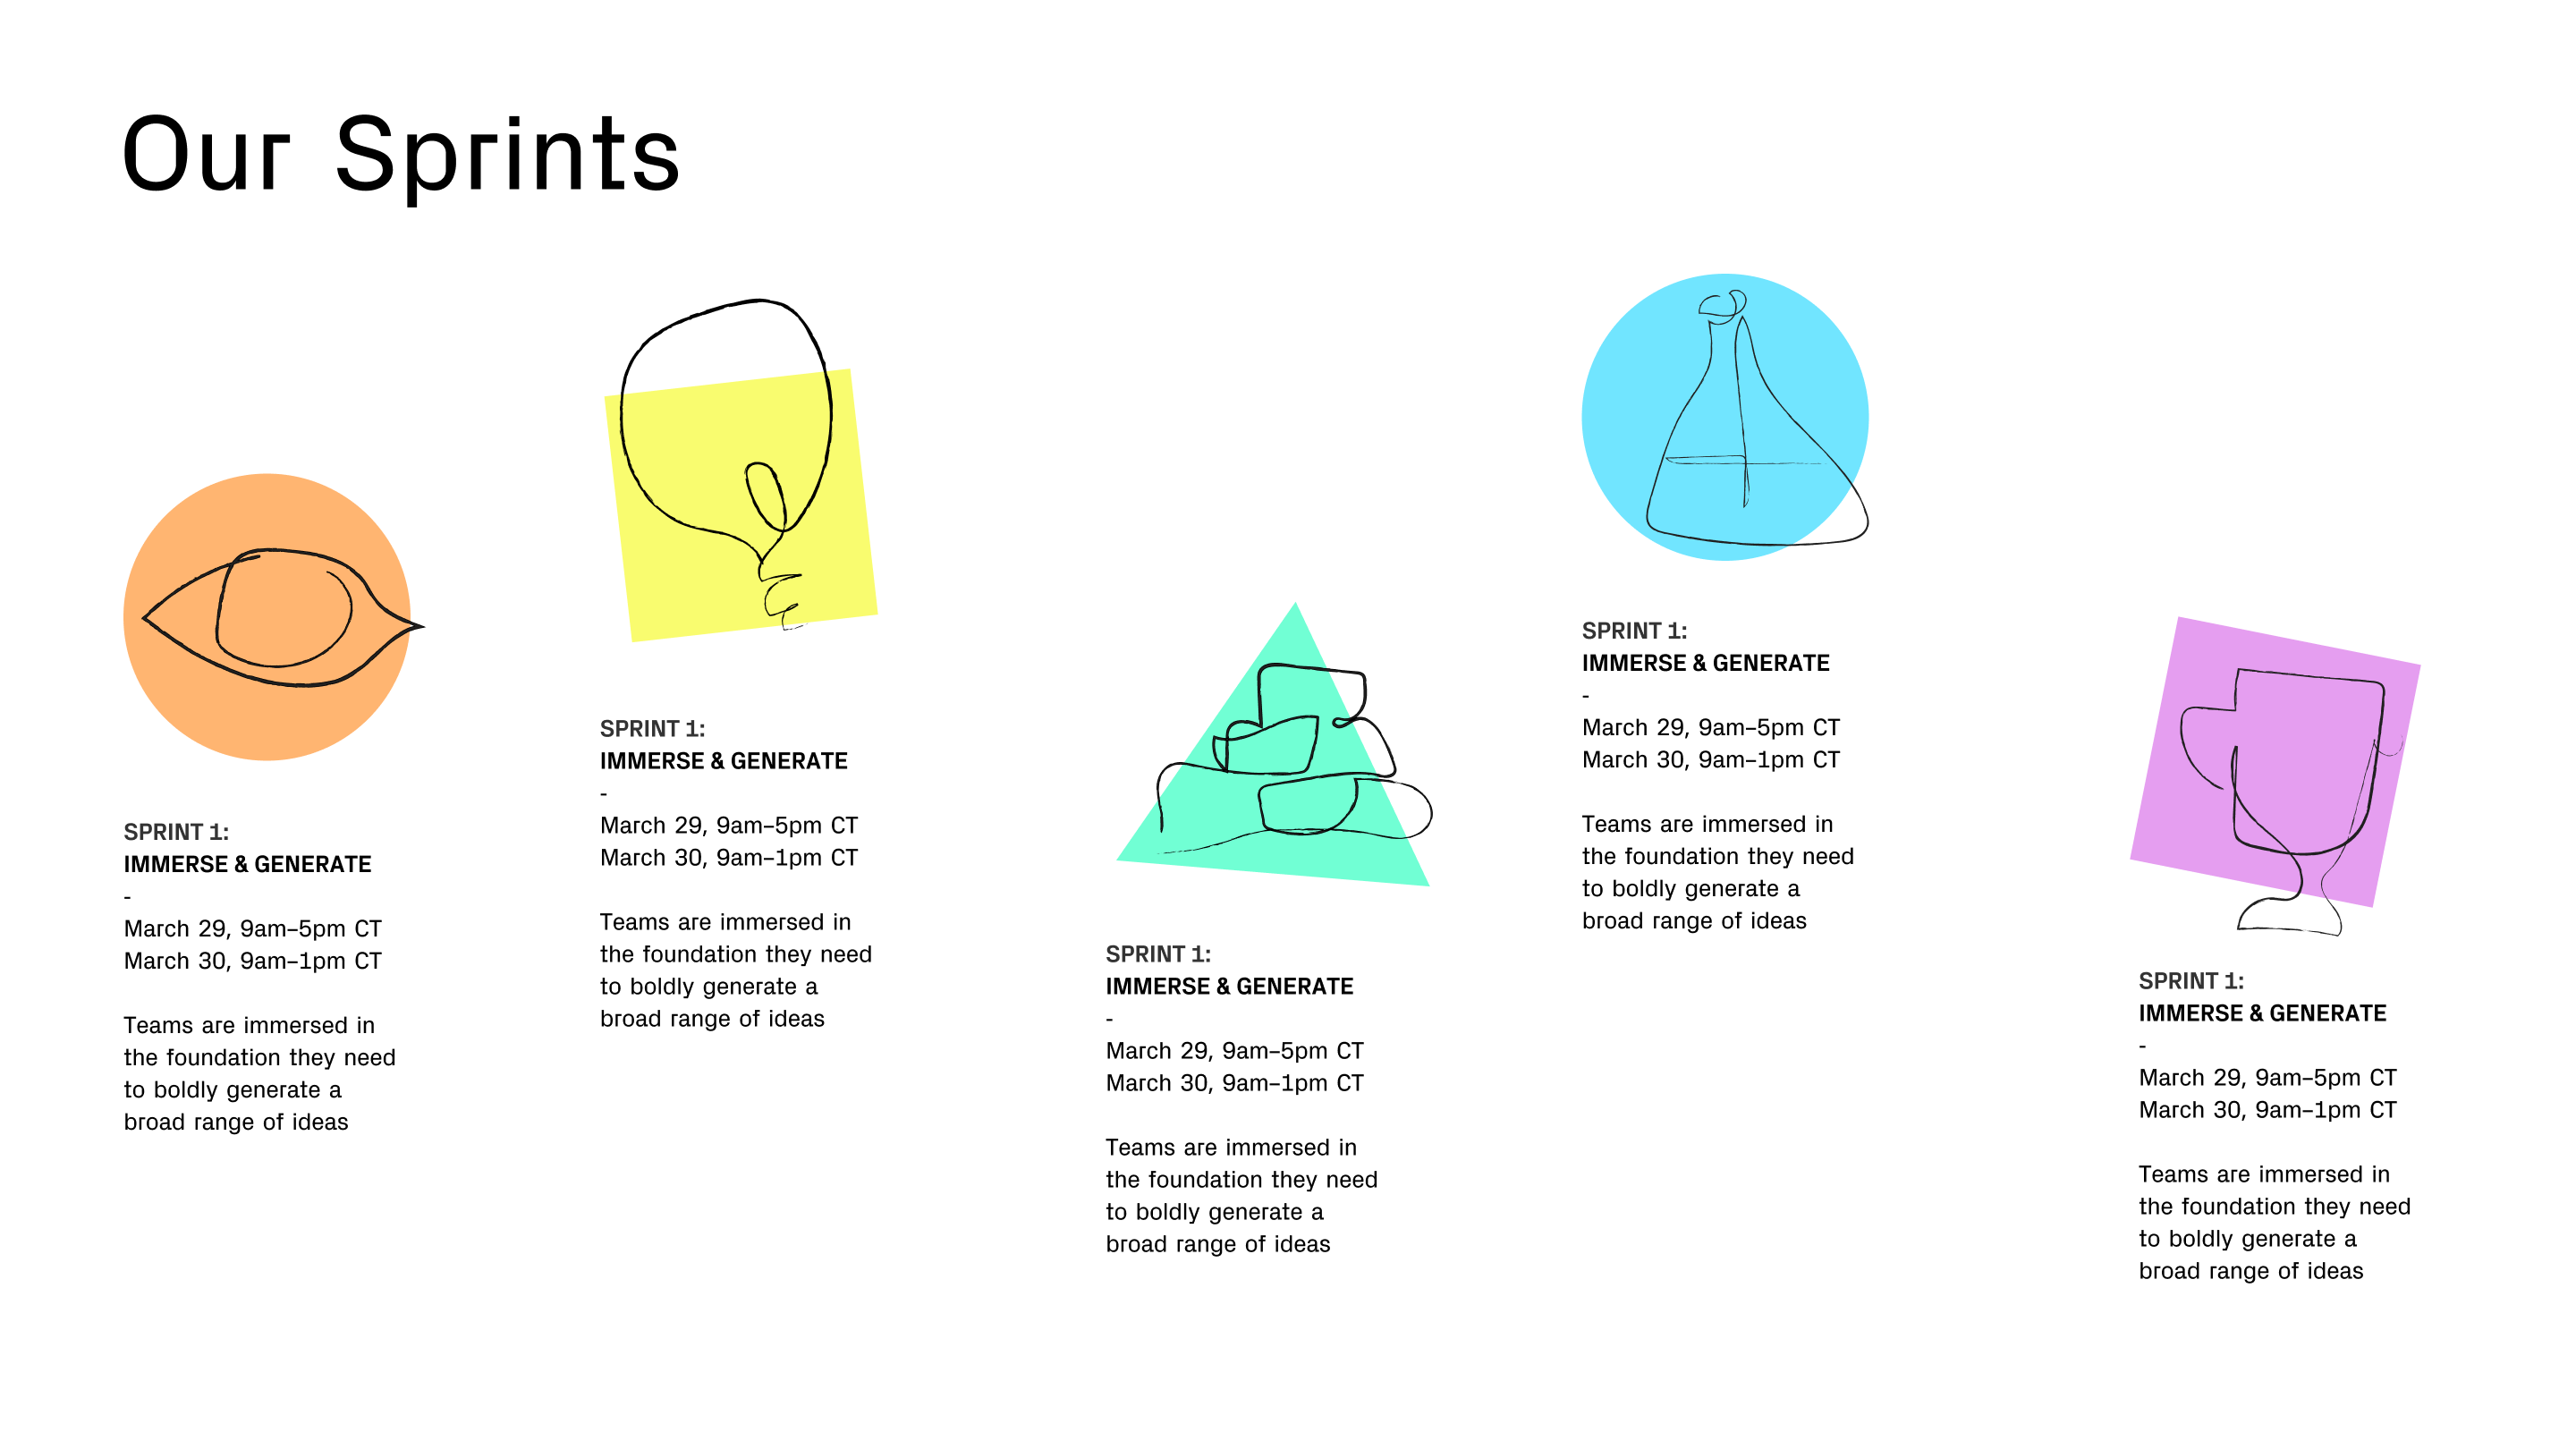 Our Sprints
SPRINT 1:
IMMERSE & GENERATE
-
March 29, 9am–5pm CT
March 30, 9am–1pm CT
Teams are immersed in
the foundation they need
to boldly generate a
broad range of ideas
SPRINT 1:
IMMERSE & GENERATE
-
March 29, 9am–5pm CT
March 30, 9am–1pm CT
Teams are immersed in
the foundation they need
to boldly generate a
broad range of ideas
SPRINT 1:
IMMERSE & GENERATE
-
March 29, 9am–5pm CT
March 30, 9am–1pm CT
Teams are immersed in
the foundation they need
to boldly generate a
broad range of ideas
SPRINT 1:
IMMERSE & GENERATE
-
March 29, 9am–5pm CT
March 30, 9am–1pm CT
Teams are immersed in
the foundation they need
to boldly generate a
broad range of ideas
SPRINT 1:
IMMERSE & GENERATE
-
March 29, 9am–5pm CT
March 30, 9am–1pm CT
Teams are immersed in
the foundation they need
to boldly generate a
broad range of ideas